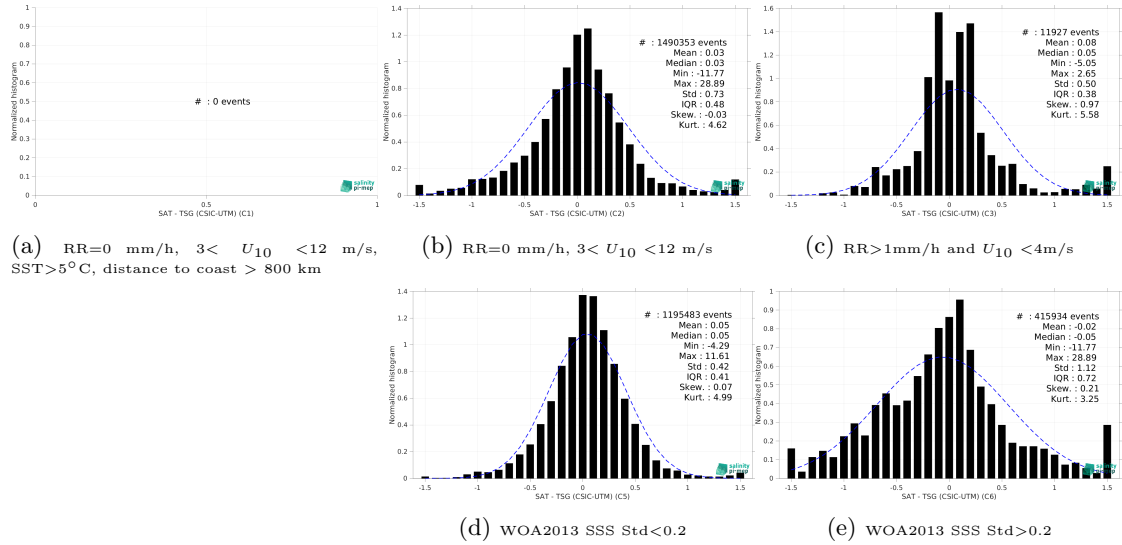 1
0.9
0.8
0.7
0.6
0.5
0.4
0.3
0.2
0.1
0
Normalized histogram
# : 0 events
salinity
pi-mep
0 0.5 1
SAT - TSG (CSIC-UTM) (C1)
(a) RR=0 mm/h, 3< U10 <12 m/s,
SST>5°C, distance to coast > 800 km
1.4
1.2
1
0.8
0.6
0.4
0.2
0
Normalized histogram
# : 1490353 events
Mean : 0.03
Median : 0.03
Min : -11.77
Max : 28.89
Std : 0.73
IQR : 0.48
Skew. : -0.03
Kurt. : 4.62
salinity
pi-mep
-1.5 -1 -0.5 0 0.5 1 1.5
SAT - TSG (CSIC-UTM) (C2)
(b) RR=0 mm/h, 3< U10 <12 m/s
1.6
1.4
1.2
1
0.8
0.6
0.4
0.2
0
Normalized histogram
# : 11927 events
Mean : 0.08
Median : 0.05
Min : -5.05
Max : 2.65
Std : 0.50
IQR : 0.38
Skew. : 0.97
Kurt. : 5.58
salinity
pi-mep
-1.5 -1 -0.5 0 0.5 1 1.5
SAT - TSG (CSIC-UTM) (C3)
(c) RR>1mm/h and U10 <4m/s
1.4
1.2
1
0.8
0.6
0.4
0.2
0
Normalized histogram
# : 1195483 events
Mean : 0.05
Median : 0.05
Min : -4.29
Max : 11.61
Std : 0.42
IQR : 0.41
Skew. : 0.07
Kurt. : 4.99
salinity
pi-mep
-1.5 -1 -0.5 0 0.5 1 1.5
SAT - TSG (CSIC-UTM) (C5)
(d) WOA2013 SSS Std<0.2
1
0.9
0.8
0.7
0.6
0.5
0.4
0.3
0.2
0.1
0
Normalized histogram
# : 415934 events
Mean : -0.02
Median : -0.05
Min : -11.77
Max : 28.89
Std : 1.12
IQR : 0.72
Skew. : 0.21
Kurt. : 3.25
salinity
pi-mep
-1.5 -1 -0.5 0 0.5 1 1.5
SAT - TSG (CSIC-UTM) (C6)
(e) WOA2013 SSS Std>0.2